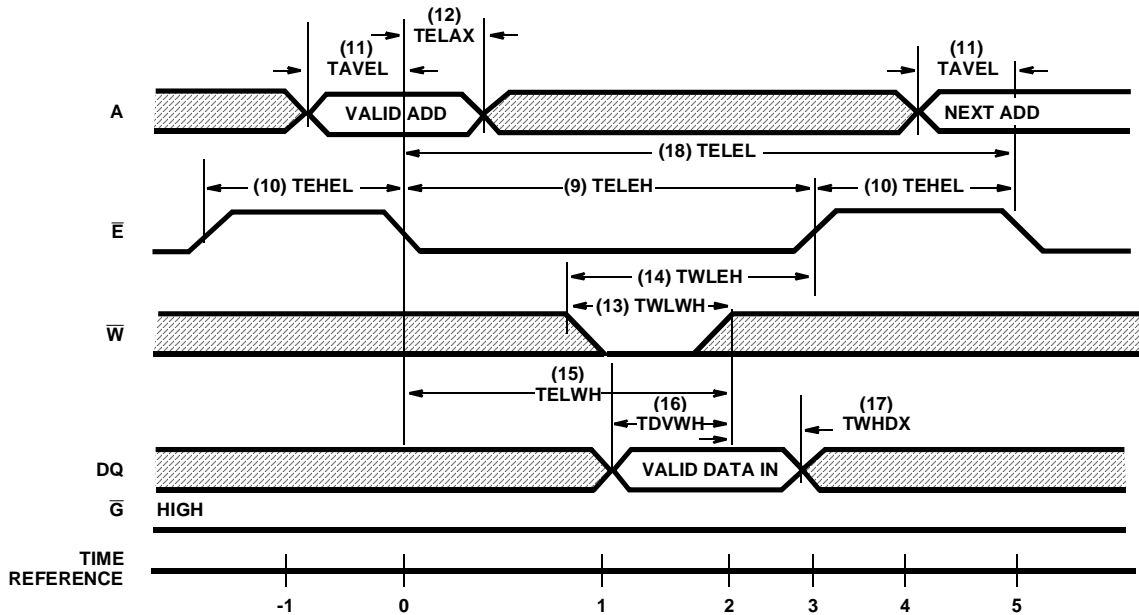 (12)
TELAX
(11)
TAVEL
(11)
TAVEL
A
VALID ADD
NEXT ADD
(18) TELEL
(10) TEHEL
(9) TELEH
(10) TEHEL
E̅
(14) TWLEH
(13) TWLWH
W̅
(15)
TELWH
(16)
TDVWH
(17)
TWHDX
DQ
VALID DATA IN
G̅ HIGH
TIME
REFERENCE
-1 0 1 2 3 4 5